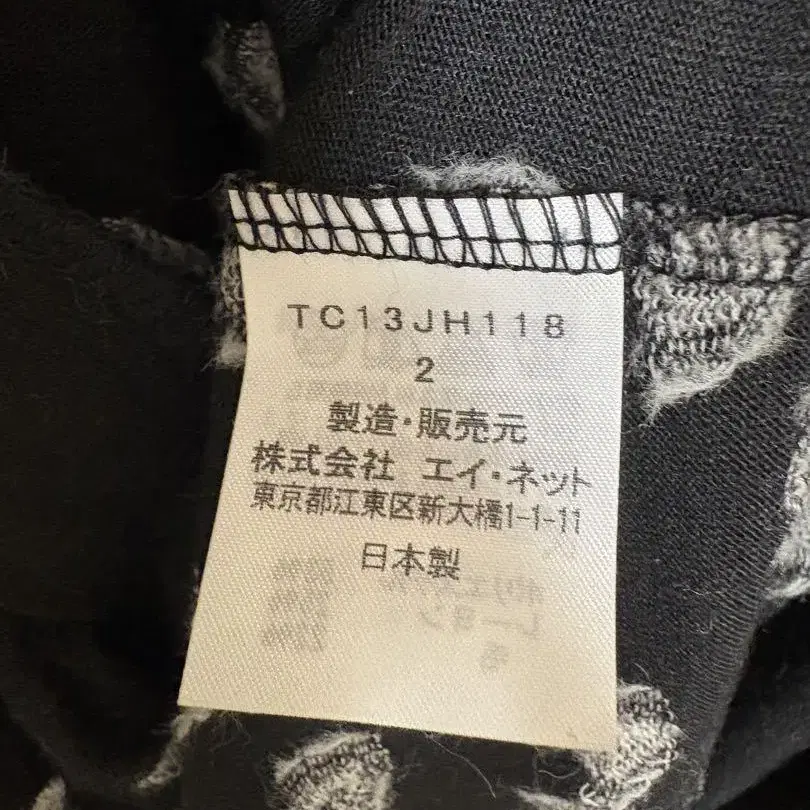 TC13JH118
2
製造・販売元
株式会社 エイ・ネット
東京都江東区新大橋1-1-11
日本製